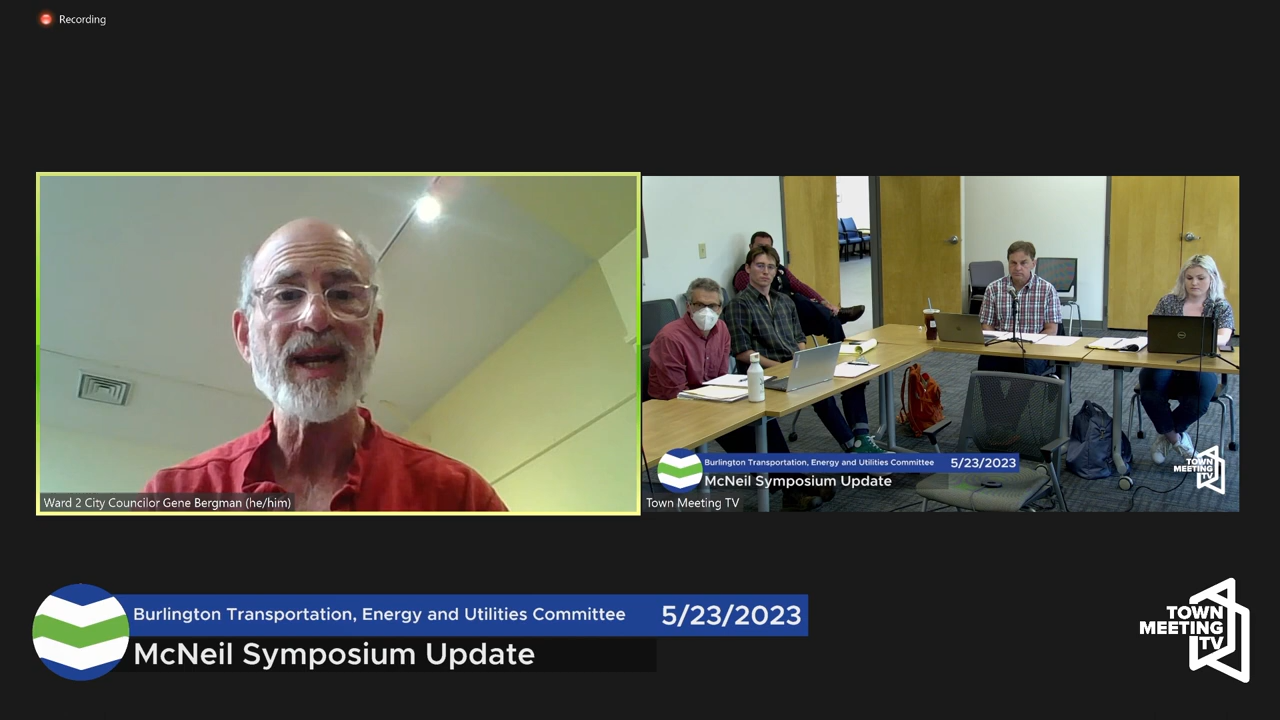 Recording
Ward 2 City Councilor Gene Bergman (he/him)
Burlington Transportation, Energy and Utilities Committee 5/23/2023
McNeil Symposium Update
TOWN
MEETING
TV
Town Meeting TV
Burlington Transportation, Energy and Utilities Committee 5/23/2023
McNeil Symposium Update
TOWN
MEETING
TV